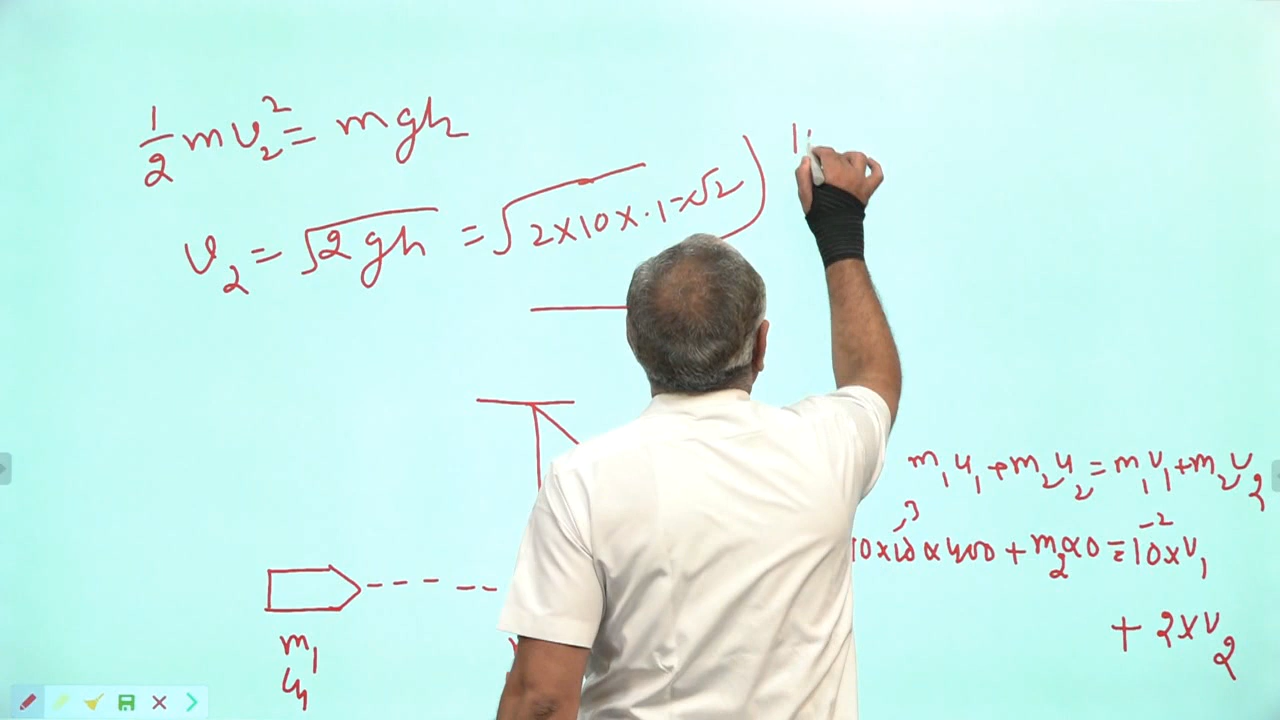 1/2 mv₂² = mgh
v₂ = √2gh = √2×10×.1 = √2
m₁u₁ + m₂u₂ = m₁v₁ + m₂v₂
10×10⁻³×400 + m₂×0 = 10⁻²×v₁
+ 2×v₂
m₁
u₁